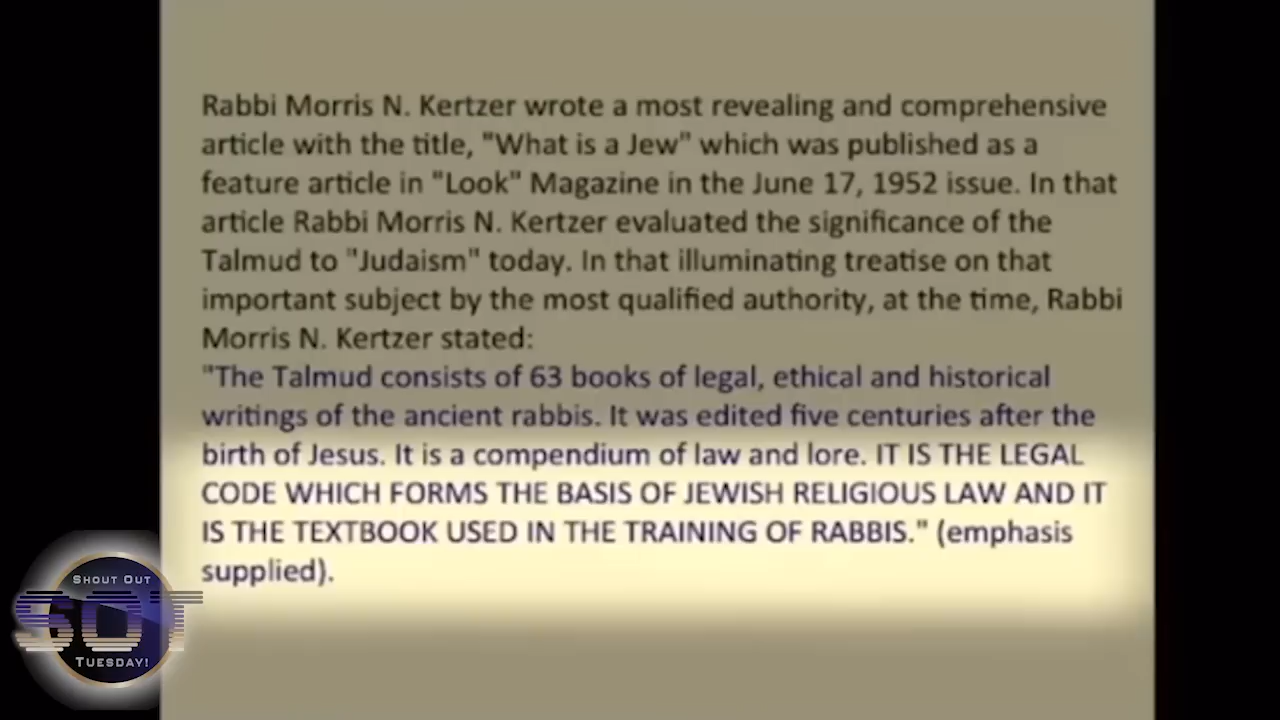 Rabbi Morris N. Kertzer wrote a most revealing and comprehensive
article with the title, "What is a Jew" which was published as a
feature article in "Look" Magazine in the June 17, 1952 issue. In that
article Rabbi Morris N. Kertzer evaluated the significance of the
Talmud to "Judaism" today. In that illuminating treatise on that
important subject by the most qualified authority, at the time, Rabbi
Morris N. Kertzer stated:
"The Talmud consists of 63 books of legal, ethical and historical
writings of the ancient rabbis. It was edited five centuries after the
birth of Jesus. It is a compendium of law and lore. IT IS THE LEGAL
CODE WHICH FORMS THE BASIS OF JEWISH RELIGIOUS LAW AND IT
IS THE TEXTBOOK USED IN THE TRAINING OF RABBIS." (emphasis
supplied).
SHOUT OUT
SOT
TUESDAY!